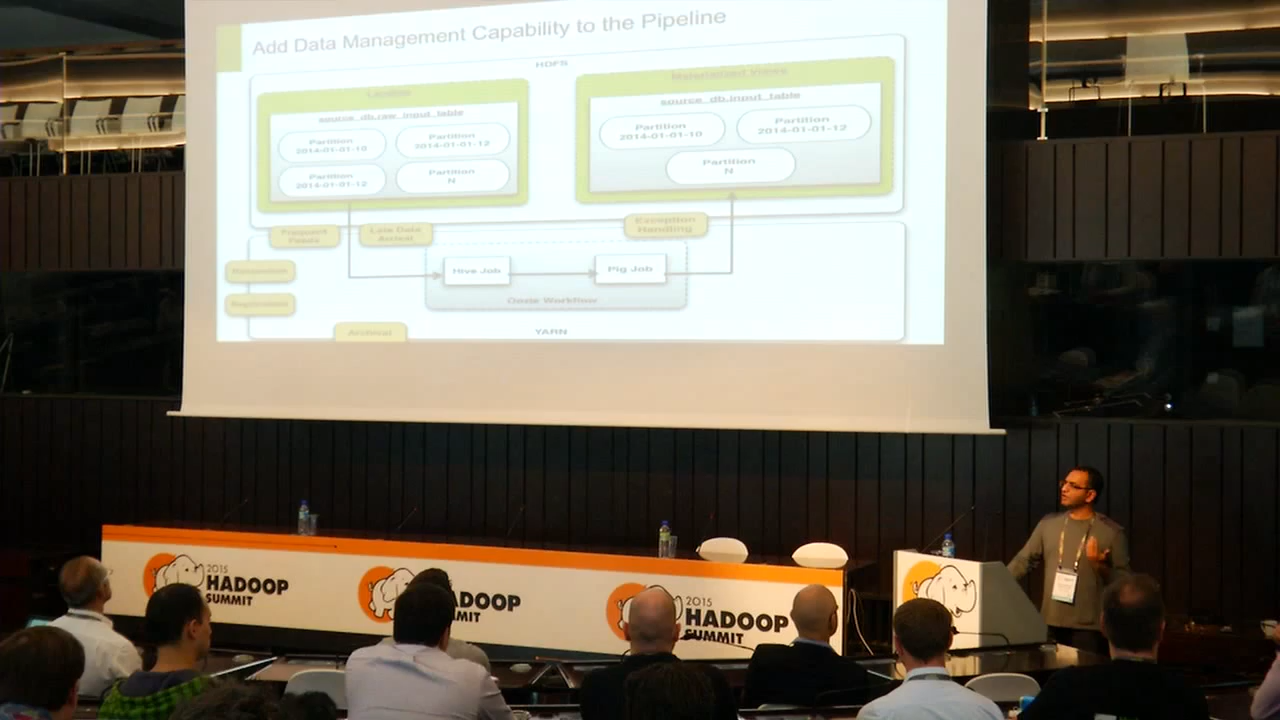 Add Data Management Capability to the Pipeline
HDFS
Landing
Materialized Views
source_db.raw_input_table
source_db.input_table
Partition
2014-01-01-10
Partition
2014-01-01-12
Partition
2014-01-01-12
Partition
N
Partition
2014-01-01-10
Partition
2014-01-01-12
Partition
N
Frequent
Feeds
Late Data
Arrival
Exception
Handling
Retention
Replication
Archival
Hive Job
Pig Job
Oozie Workflow
YARN
2015
HADOOP
SUMMIT
ADOOP
MMIT
2015
HADOOP
SUMMIT